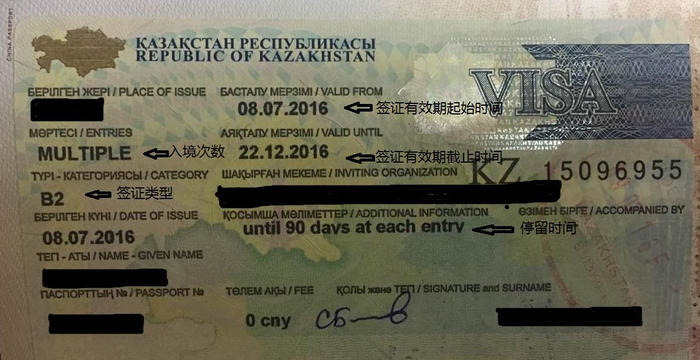 ҚАЗАҚСТАН РЕСПУБЛИКАСЫ
REPUBLIC OF KAZAKHSTAN
VISA
БЕРІЛГЕН ЖЕРІ / PLACE OF ISSUE
БАСТАЛУ МЕРЗІМІ / VALID FROM
08.07.2016 签证有效期起始时间
МӘРТЕСІ / ENTRIES
АЯҚТАЛУ МЕРЗІМІ / VALID UNTIL
MULTIPLE 入境次数 22.12.2016 签证有效期截止时间
KZ 15096955
ТҮРІ - КАТЕГОРИЯСЫ / CATEGORY
ШАҚЫРҒАН МЕКЕМЕ / INVITING ORGANIZATION
B2 签证类型
БЕРІЛГЕН КҮНІ / DATE OF ISSUE
ҚОСЫМША МӘЛІМЕТТЕР / ADDITIONAL INFORMATION
ӨЗІМЕН БІРГЕ / ACCOMPANIED BY
08.07.2016
until 90 days at each entry 停留时间
ТЕГІ - АТЫ / NAME - GIVEN NAME
ПАСПОРТТЫҢ № / PASSPORT №
ТӨЛЕМ АҚЫ / FEE
ҚОЛЫ және ТЕГІ / SIGNATURE and SURNAME
0 cny